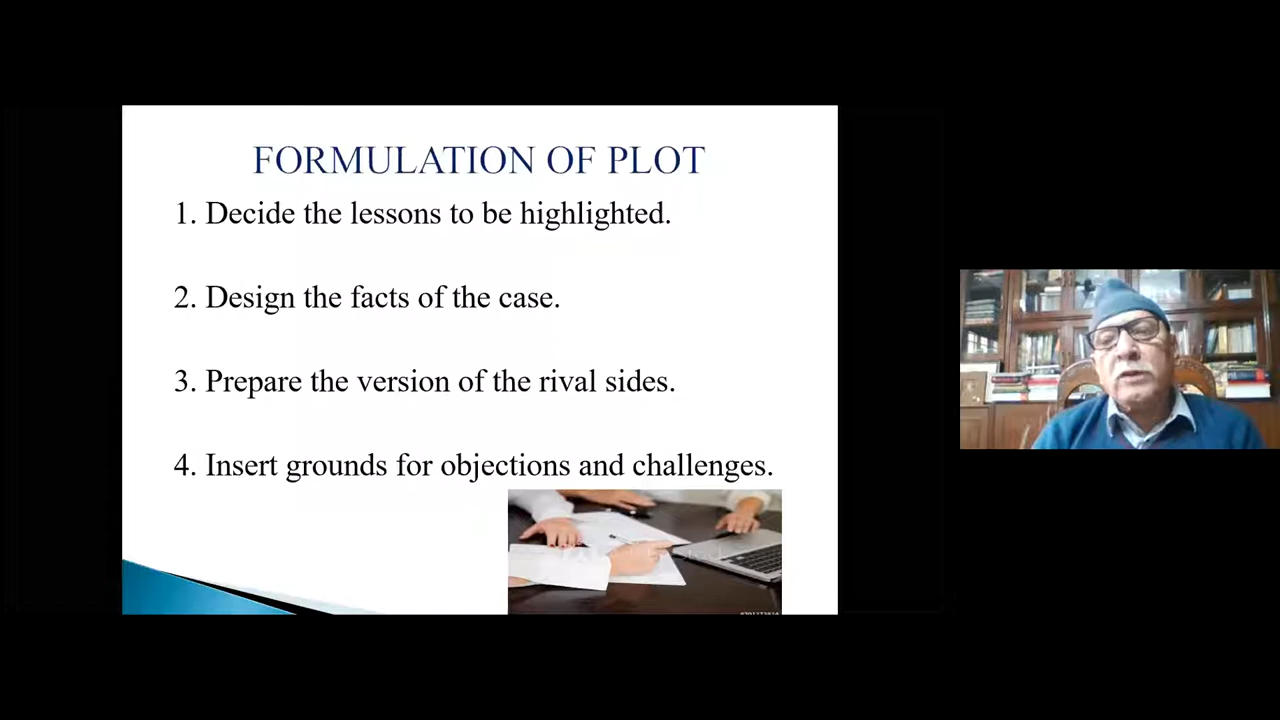 FORMULATION OF PLOT
1. Decide the lessons to be highlighted.
2. Design the facts of the case.
3. Prepare the version of the rival sides.
4. Insert grounds for objections and challenges.